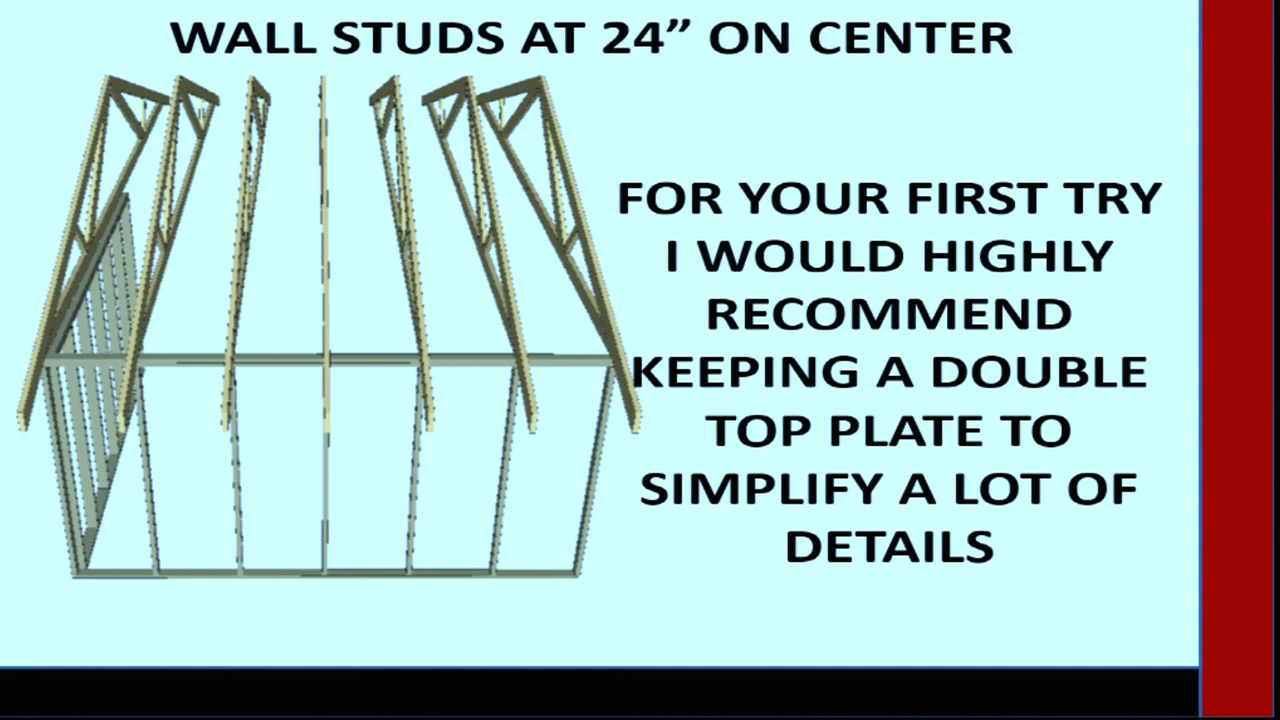 WALL STUDS AT 24” ON CENTER
FOR YOUR FIRST TRY
I WOULD HIGHLY
RECOMMEND
KEEPING A DOUBLE
TOP PLATE TO
SIMPLIFY A LOT OF
DETAILS